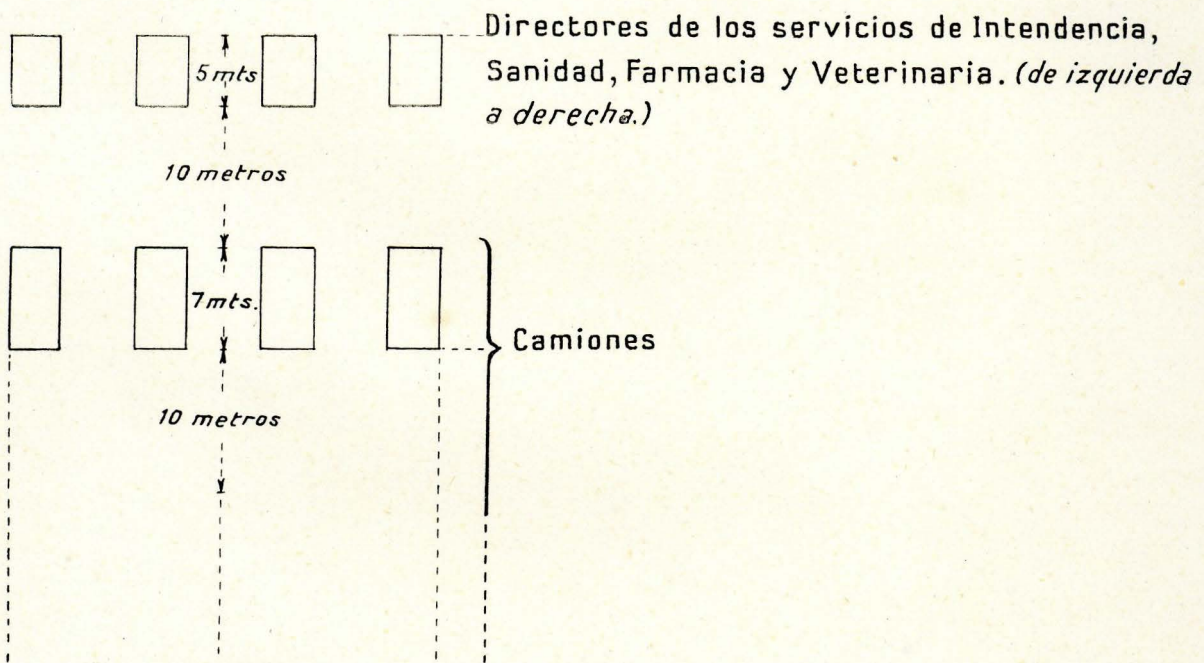 Directores de los servicios de Intendencia,
5 mts
Sanidad, Farmacia y Veterinaria. (de izquierda
a derecha.)
10 metros
7 mts.
Camiones
10 metros